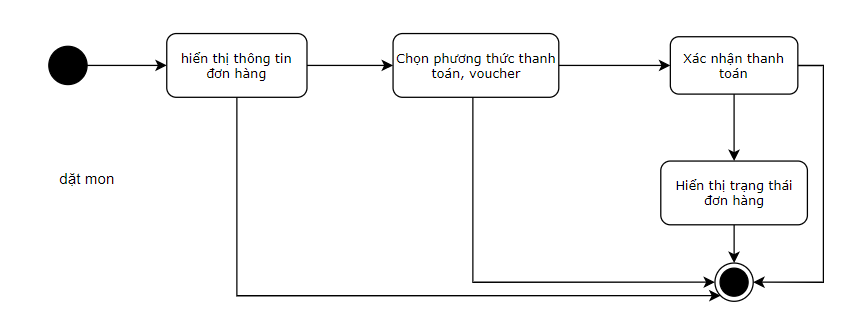 hiển thị thông tin
đơn hàng
Chọn phương thức thanh
toán, voucher
Xác nhận thanh
toán
Hiển thị trạng thái
đơn hàng
dặt mon